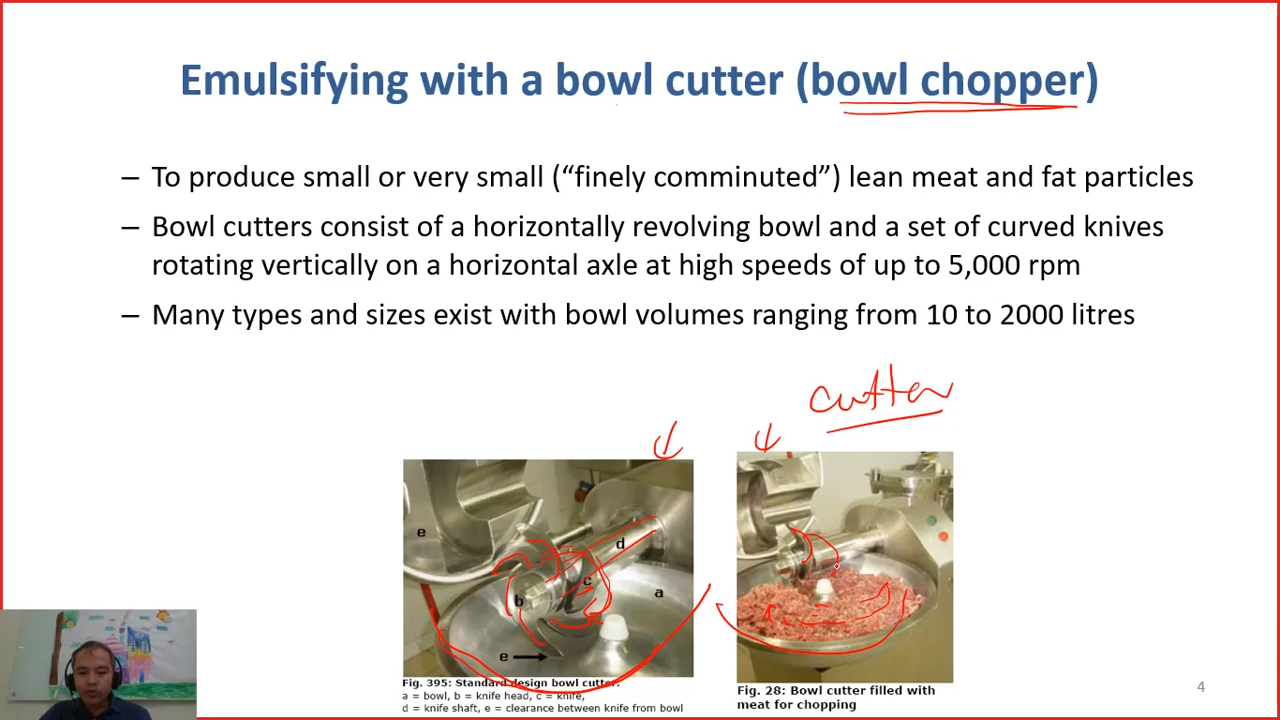 Emulsifying with a bowl cutter (bowl chopper)
– To produce small or very small (“finely comminuted”) lean meat and fat particles
– Bowl cutters consist of a horizontally revolving bowl and a set of curved knives
rotating vertically on a horizontal axle at high speeds of up to 5,000 rpm
– Many types and sizes exist with bowl volumes ranging from 10 to 2000 litres
cutter
e
d
c
b
a
e
Fig. 395: Standard design bowl cutter:
a = bowl, b = knife head, c = knife,
d = knife shaft, e = clearance between knife from bowl
Fig. 28: Bowl cutter filled with
meat for chopping
4